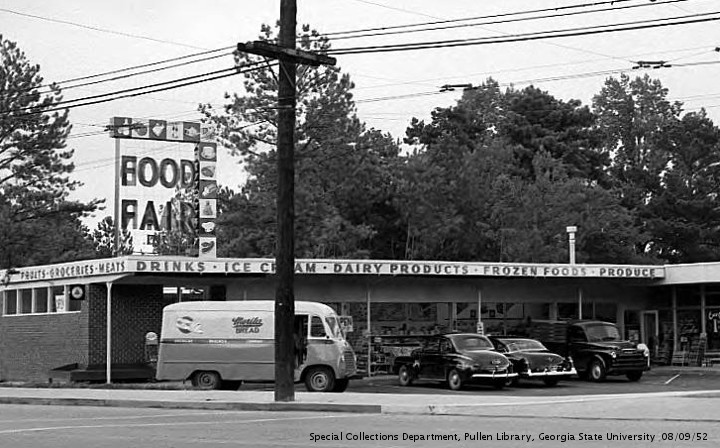 FOOD
FAIR
FRUITS · GROCERIES · MEATS
DRINKS · ICE CREAM · DAIRY PRODUCTS · FROZEN FOODS · PRODUCE
Merita
BREAD
Special Collections Department, Pullen Library, Georgia State University 08/09/52